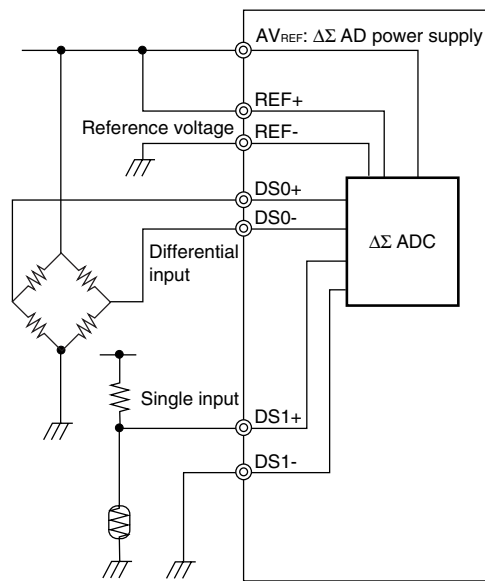 AVREF: ΔΣ AD power supply
REF+
Reference voltage
REF-
DS0+
DS0-
ΔΣ ADC
Differential
input
Single input
DS1+
DS1-